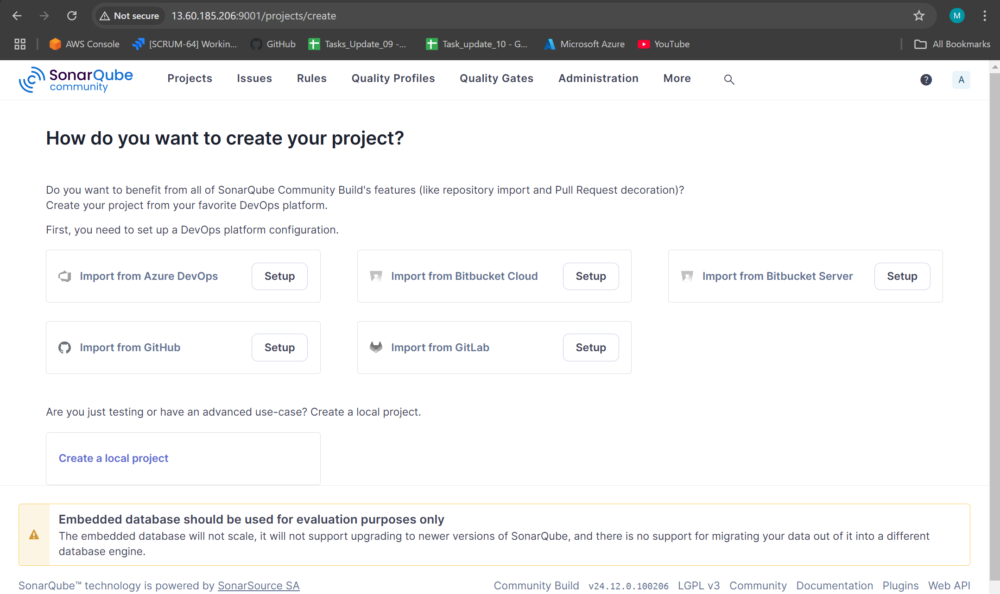 Not secure
13.60.185.206:9001/projects/create
M
AWS Console
[SCRUM-64] Workin...
GitHub
Tasks_Update_09 -...
Task_update_10 - G...
Microsoft Azure
YouTube
All Bookmarks
SonarQube
community
Projects
Issues
Rules
Quality Profiles
Quality Gates
Administration
More
?
A
How do you want to create your project?
Do you want to benefit from all of SonarQube Community Build's features (like repository import and Pull Request decoration)?
Create your project from your favorite DevOps platform.
First, you need to set up a DevOps platform configuration.
Import from Azure DevOps
Setup
Import from Bitbucket Cloud
Setup
Import from Bitbucket Server
Setup
Import from GitHub
Setup
Import from GitLab
Setup
Are you just testing or have an advanced use-case? Create a local project.
Create a local project
Embedded database should be used for evaluation purposes only
The embedded database will not scale, it will not support upgrading to newer versions of SonarQube, and there is no support for migrating your data out of it into a different
database engine.
SonarQube™ technology is powered by SonarSource SA
Community Build
v24.12.0.100206
LGPL v3
Community
Documentation
Plugins
Web API